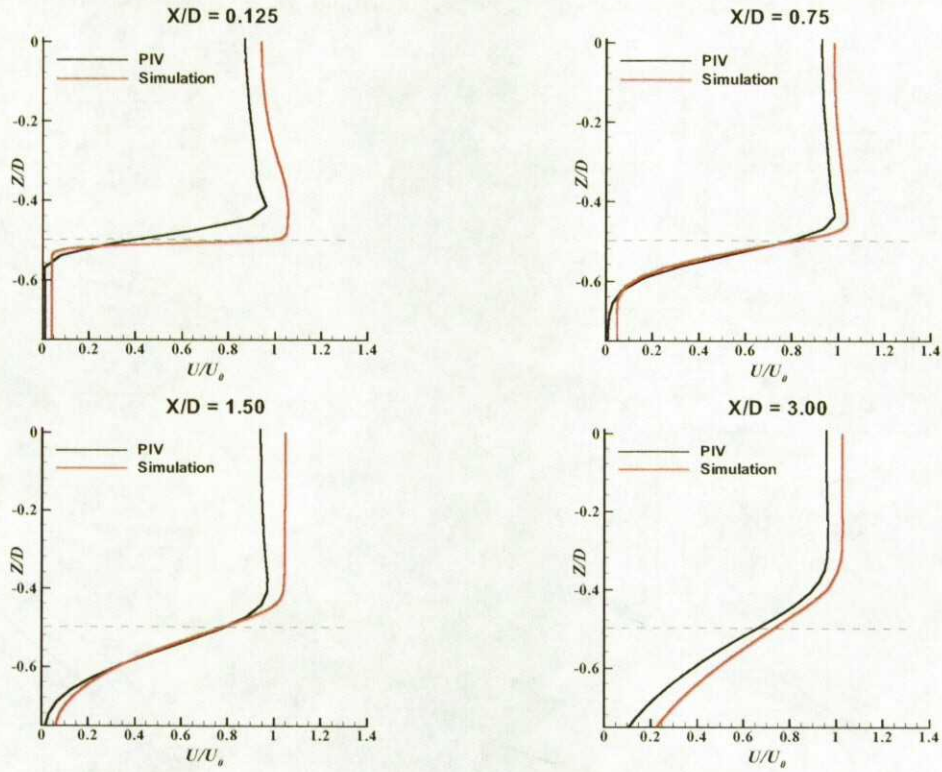 X/D = 0.125
0
-0.2
-0.4
-0.6
Z/D
PIV
Simulation
0 0.2 0.4 0.6 0.8 1 1.2 1.4
U/U₀
X/D = 0.75
0
-0.2
-0.4
-0.6
Z/D
PIV
Simulation
0 0.2 0.4 0.6 0.8 1 1.2 1.4
U/U₀
X/D = 1.50
0
-0.2
-0.4
-0.6
Z/D
PIV
Simulation
0 0.2 0.4 0.6 0.8 1 1.2 1.4
U/U₀
X/D = 3.00
0
-0.2
-0.4
-0.6
Z/D
PIV
Simulation
0 0.2 0.4 0.6 0.8 1 1.2 1.4
U/U₀